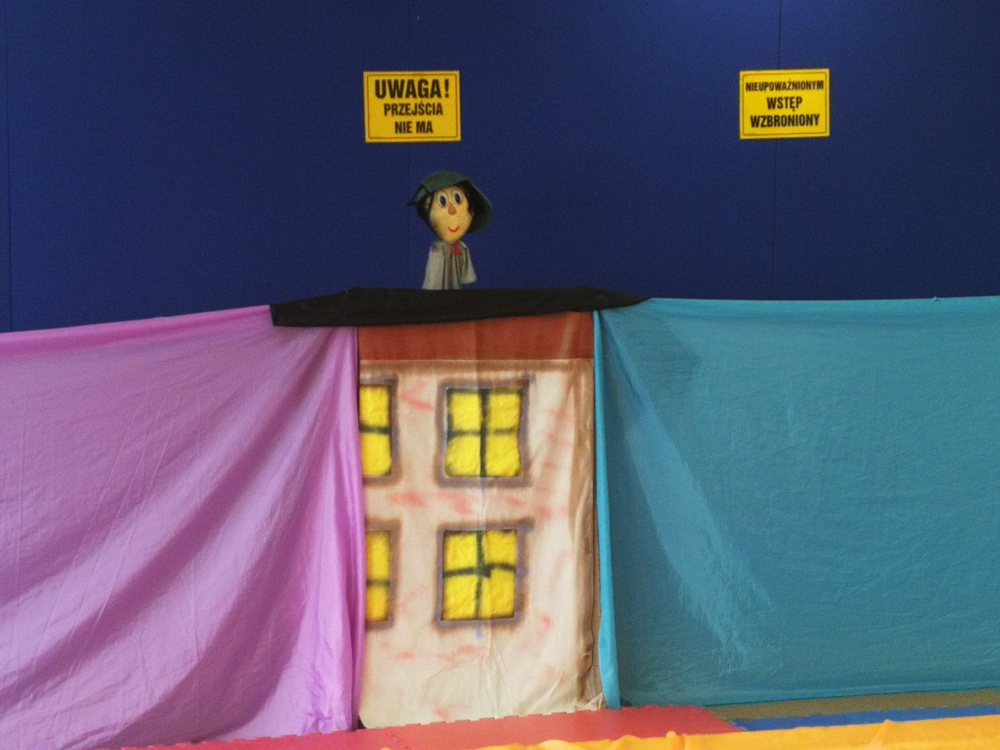 UWAGA!
PRZEJŚCIA
NIE MA
NIEUPOWAŻNIONYM
WSTĘP
WZBRONIONY